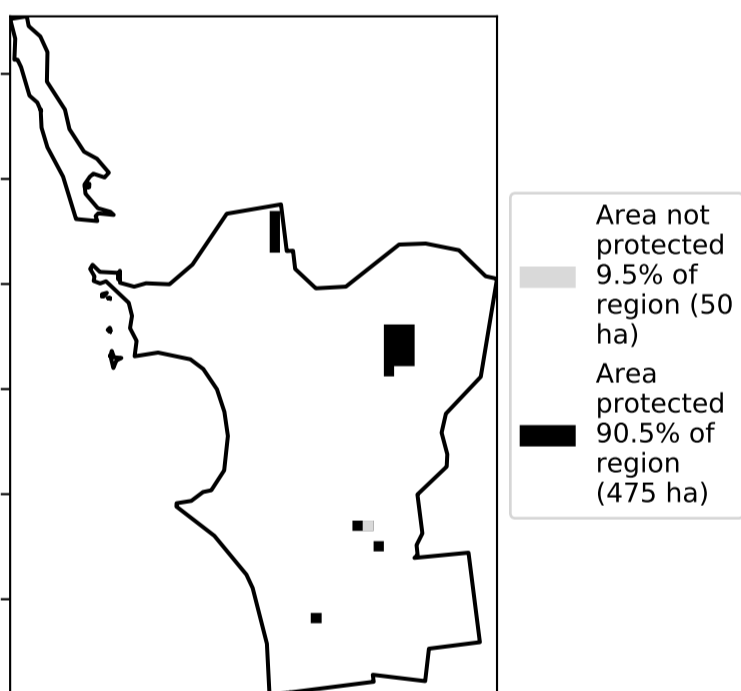 Area not
protected
9.5% of
region (50
ha)
Area
protected
90.5% of
region
(475 ha)